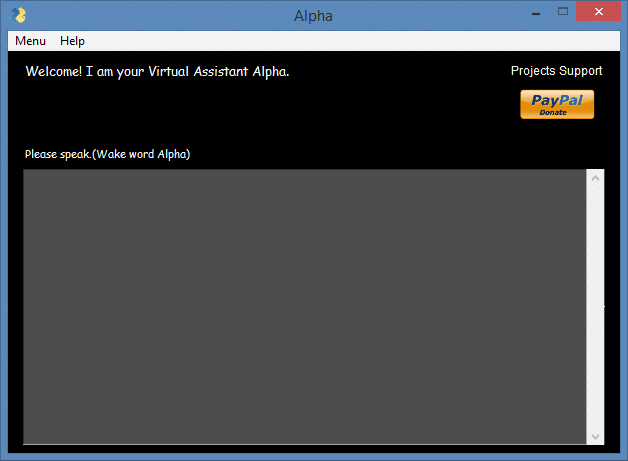 Alpha
Menu Help
Welcome! I am your Virtual Assistant Alpha.
Projects Support
PayPal
Donate
Please speak.(Wake word Alpha)